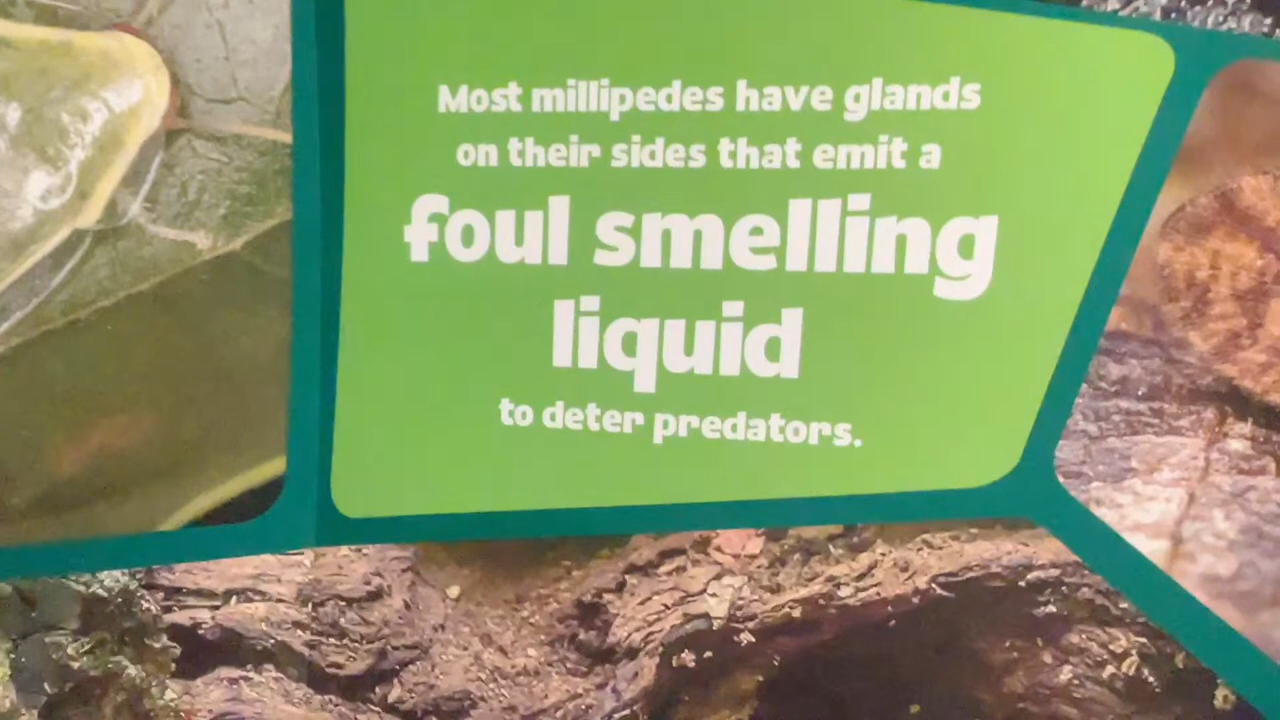 Most millipedes have glands
on their sides that emit a
foul smelling
liquid
to deter predators.